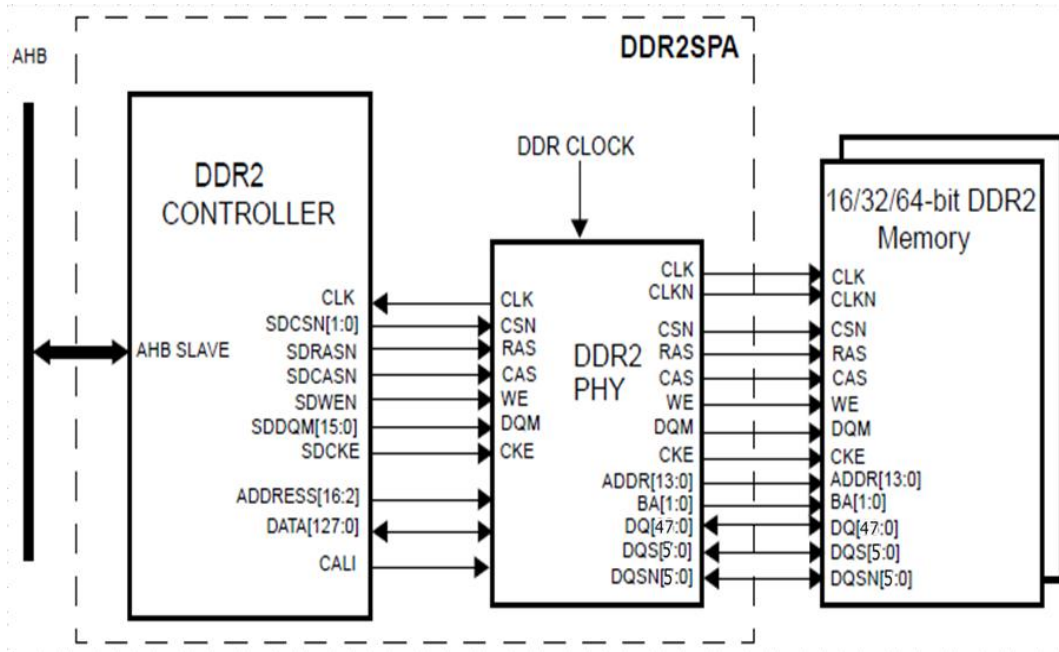 AHB
DDR2SPA
DDR2
CONTROLLER
DDR CLOCK
16/32/64-bit DDR2
Memory
CLK
SDCSN[1:0]
AHB SLAVE
SDRASN
SDCASN
SDWEN
SDDQM[15:0]
SDCKE
ADDRESS[16:2]
DATA[127:0]
CALI
CLK
CSN
RAS
CAS
WE
DQM
CKE
DDR2
PHY
CLK
CLKN
CSN
RAS
CAS
WE
DQM
CKE
ADDR[13:0]
BA[1:0]
DQ[47:0]
DQS[5:0]
DQSN[5:0]
CLK
CLKN
CSN
RAS
CAS
WE
DQM
CKE
ADDR[13:0]
BA[1:0]
DQ[47:0]
DQS[5:0]
DQSN[5:0]